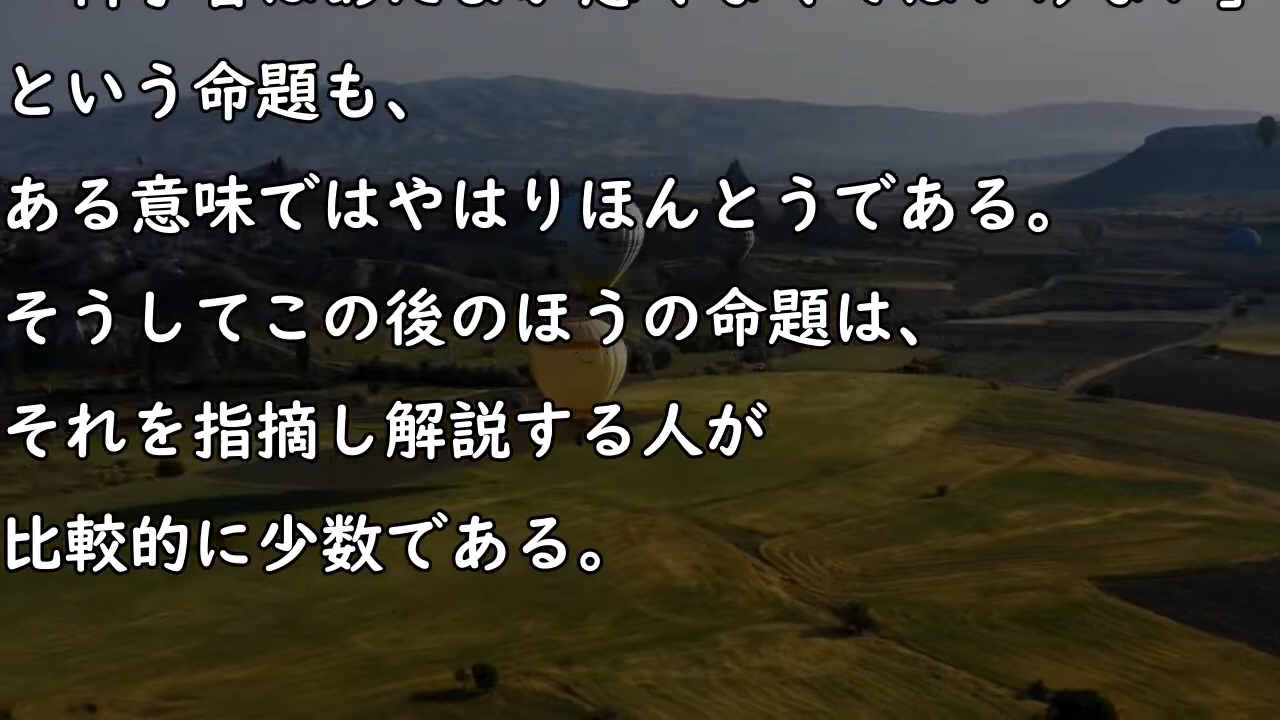 という命題も、
ある意味ではやはりほんとうである。
そうしてこの後のほうの命題は、
それを指摘し解説する人が
比較的に少数である。